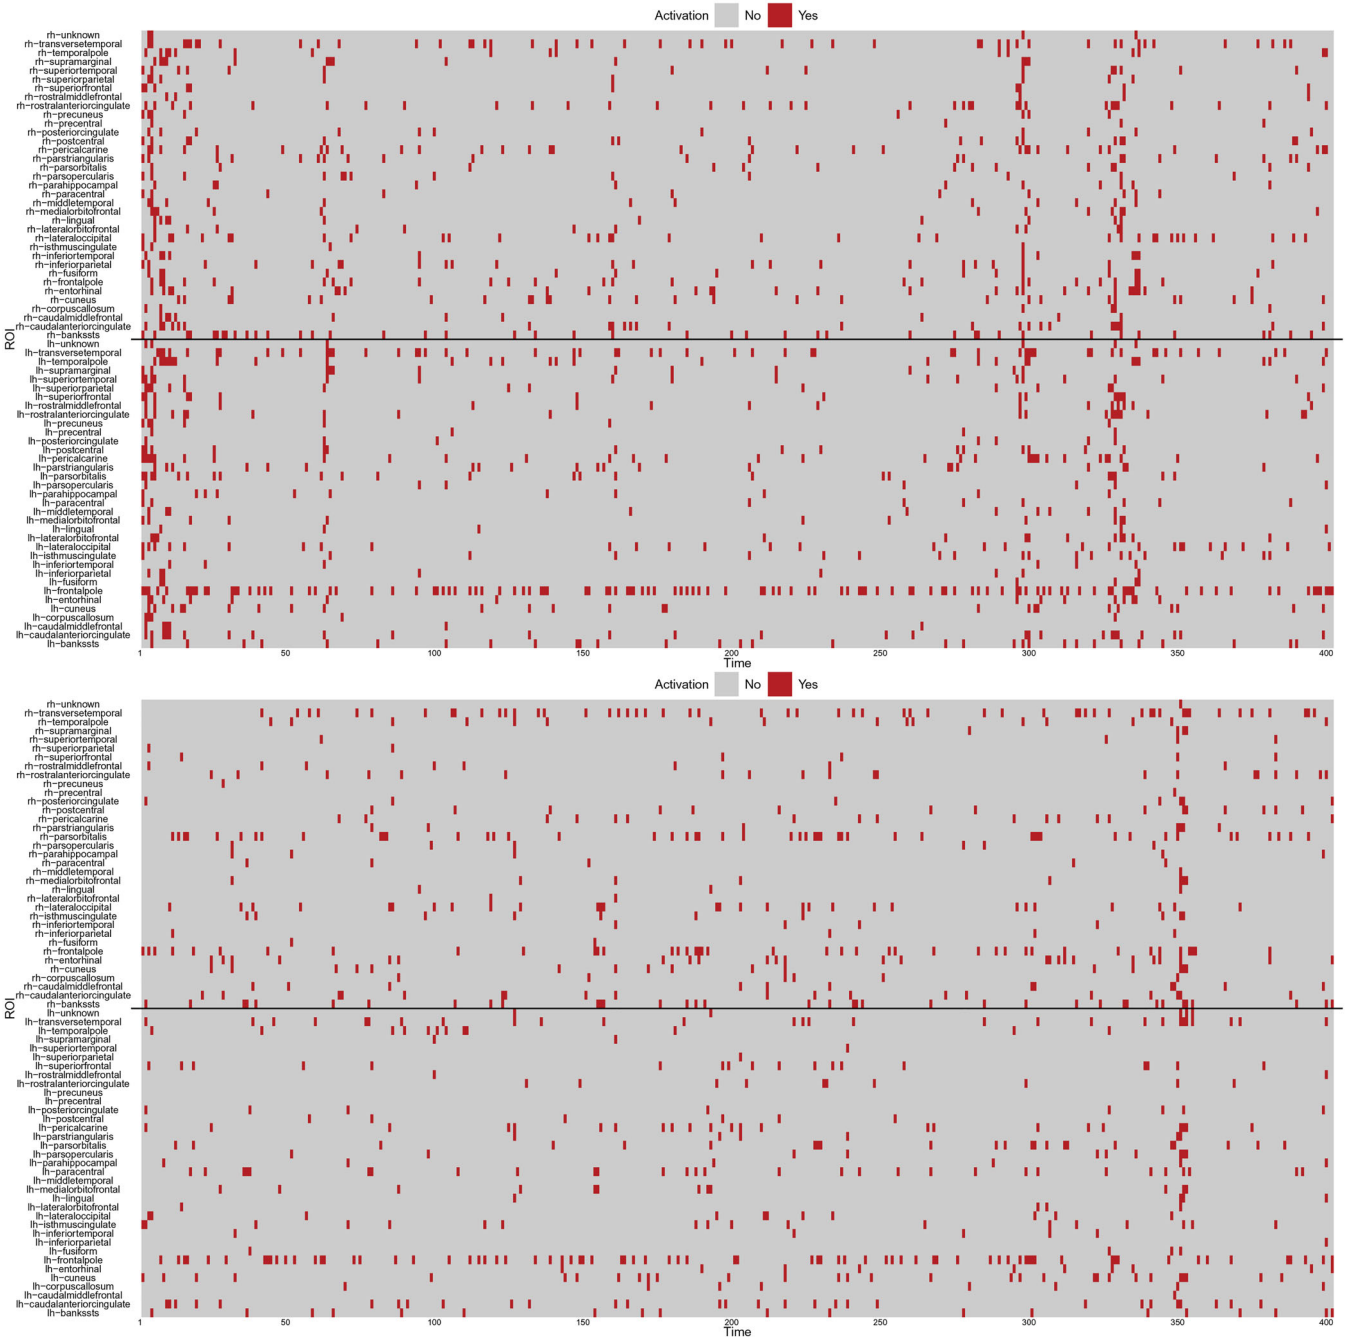 Activation No Yes
rh-unknown
rh-transversetemporal
rh-temporalpole
rh-supramarginal
rh-superiortemporal
rh-superiorparietal
rh-superiorfrontal
rh-rostralmiddlefrontal
rh-rostralanteriorcingulate
rh-precuneus
rh-precentral
rh-posteriorcingulate
rh-postcentral
rh-pericalcarine
rh-parstriangularis
rh-parsorbitalis
rh-parsopercularis
rh-parahippocampal
rh-paracentral
rh-middletemporal
rh-medialorbitofrontal
rh-lingual
rh-lateralorbitofrontal
rh-lateraloccipital
rh-isthmuscingulate
rh-inferiortemporal
rh-inferiorparietal
rh-fusiform
rh-frontalpole
rh-entorhinal
rh-cuneus
rh-corpuscallosum
rh-caudalmiddlefrontal
rh-caudalanteriorcingulate
rh-bankssts
ROI
lh-unknown
lh-transversetemporal
lh-temporalpole
lh-supramarginal
lh-superiortemporal
lh-superiorparietal
lh-superiorfrontal
lh-rostralmiddlefrontal
lh-rostralanteriorcingulate
lh-precuneus
lh-precentral
lh-posteriorcingulate
lh-postcentral
lh-pericalcarine
lh-parstriangularis
lh-parsorbitalis
lh-parsopercularis
lh-parahippocampal
lh-paracentral
lh-middletemporal
lh-medialorbitofrontal
lh-lingual
lh-lateralorbitofrontal
lh-lateraloccipital
lh-isthmuscingulate
lh-inferiortemporal
lh-inferiorparietal
lh-fusiform
lh-frontalpole
lh-entorhinal
lh-cuneus
lh-corpuscallosum
lh-caudalmiddlefrontal
lh-caudalanteriorcingulate
lh-bankssts
1 50 100 150 200 250 300 350 400
Time
Activation No Yes
rh-unknown
rh-transversetemporal
rh-temporalpole
rh-supramarginal
rh-superiortemporal
rh-superiorparietal
rh-superiorfrontal
rh-rostralmiddlefrontal
rh-rostralanteriorcingulate
rh-precuneus
rh-precentral
rh-posteriorcingulate
rh-postcentral
rh-pericalcarine
rh-parstriangularis
rh-parsorbitalis
rh-parsopercularis
rh-parahippocampal
rh-paracentral
rh-middletemporal
rh-medialorbitofrontal
rh-lingual
rh-lateralorbitofrontal
rh-lateraloccipital
rh-isthmuscingulate
rh-inferiortemporal
rh-inferiorparietal
rh-fusiform
rh-frontalpole
rh-entorhinal
rh-cuneus
rh-corpuscallosum
rh-caudalmiddlefrontal
rh-caudalanteriorcingulate
rh-bankssts
ROI
lh-unknown
lh-transversetemporal
lh-temporalpole
lh-supramarginal
lh-superiortemporal
lh-superiorparietal
lh-superiorfrontal
lh-rostralmiddlefrontal
lh-rostralanteriorcingulate
lh-precuneus
lh-precentral
lh-posteriorcingulate
lh-postcentral
lh-pericalcarine
lh-parstriangularis
lh-parsorbitalis
lh-parsopercularis
lh-parahippocampal
lh-paracentral
lh-middletemporal
lh-medialorbitofrontal
lh-lingual
lh-lateralorbitofrontal
lh-lateraloccipital
lh-isthmuscingulate
lh-inferiortemporal
lh-inferiorparietal
lh-fusiform
lh-frontalpole
lh-entorhinal
lh-cuneus
lh-corpuscallosum
lh-caudalmiddlefrontal
lh-caudalanteriorcingulate
lh-bankssts
1 50 100 150 200 250 300 350 400
Time